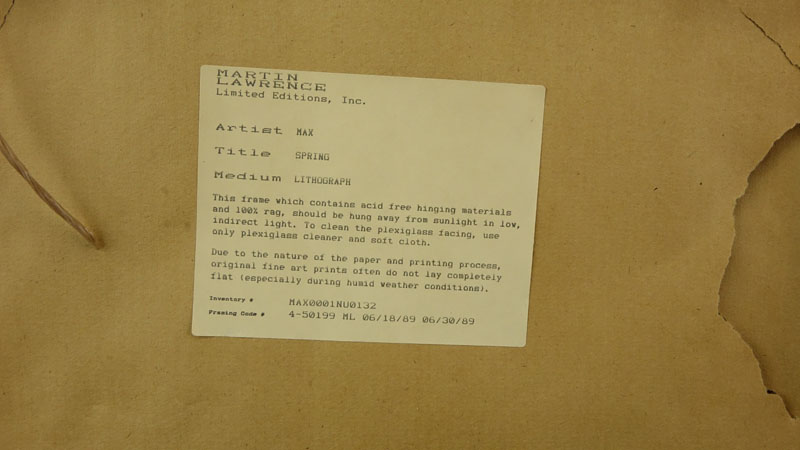 MARTIN
LAWRENCE
Limited Editions, Inc.
Artist MAX
Title SPRING
Medium LITHOGRAPH
This frame which contains acid free hinging materials
and 100% rag, should be hung away from sunlight in low,
indirect light. To clean the plexiglass facing, use
only plexiglass cleaner and soft cloth.
Due to the nature of the paper and printing process,
original fine art prints often do not lay completely
flat (especially during humid weather conditions).
Inventory # MAX0001NU0132
Framing Code # 4-50199 ML 06/18/89 06/30/89